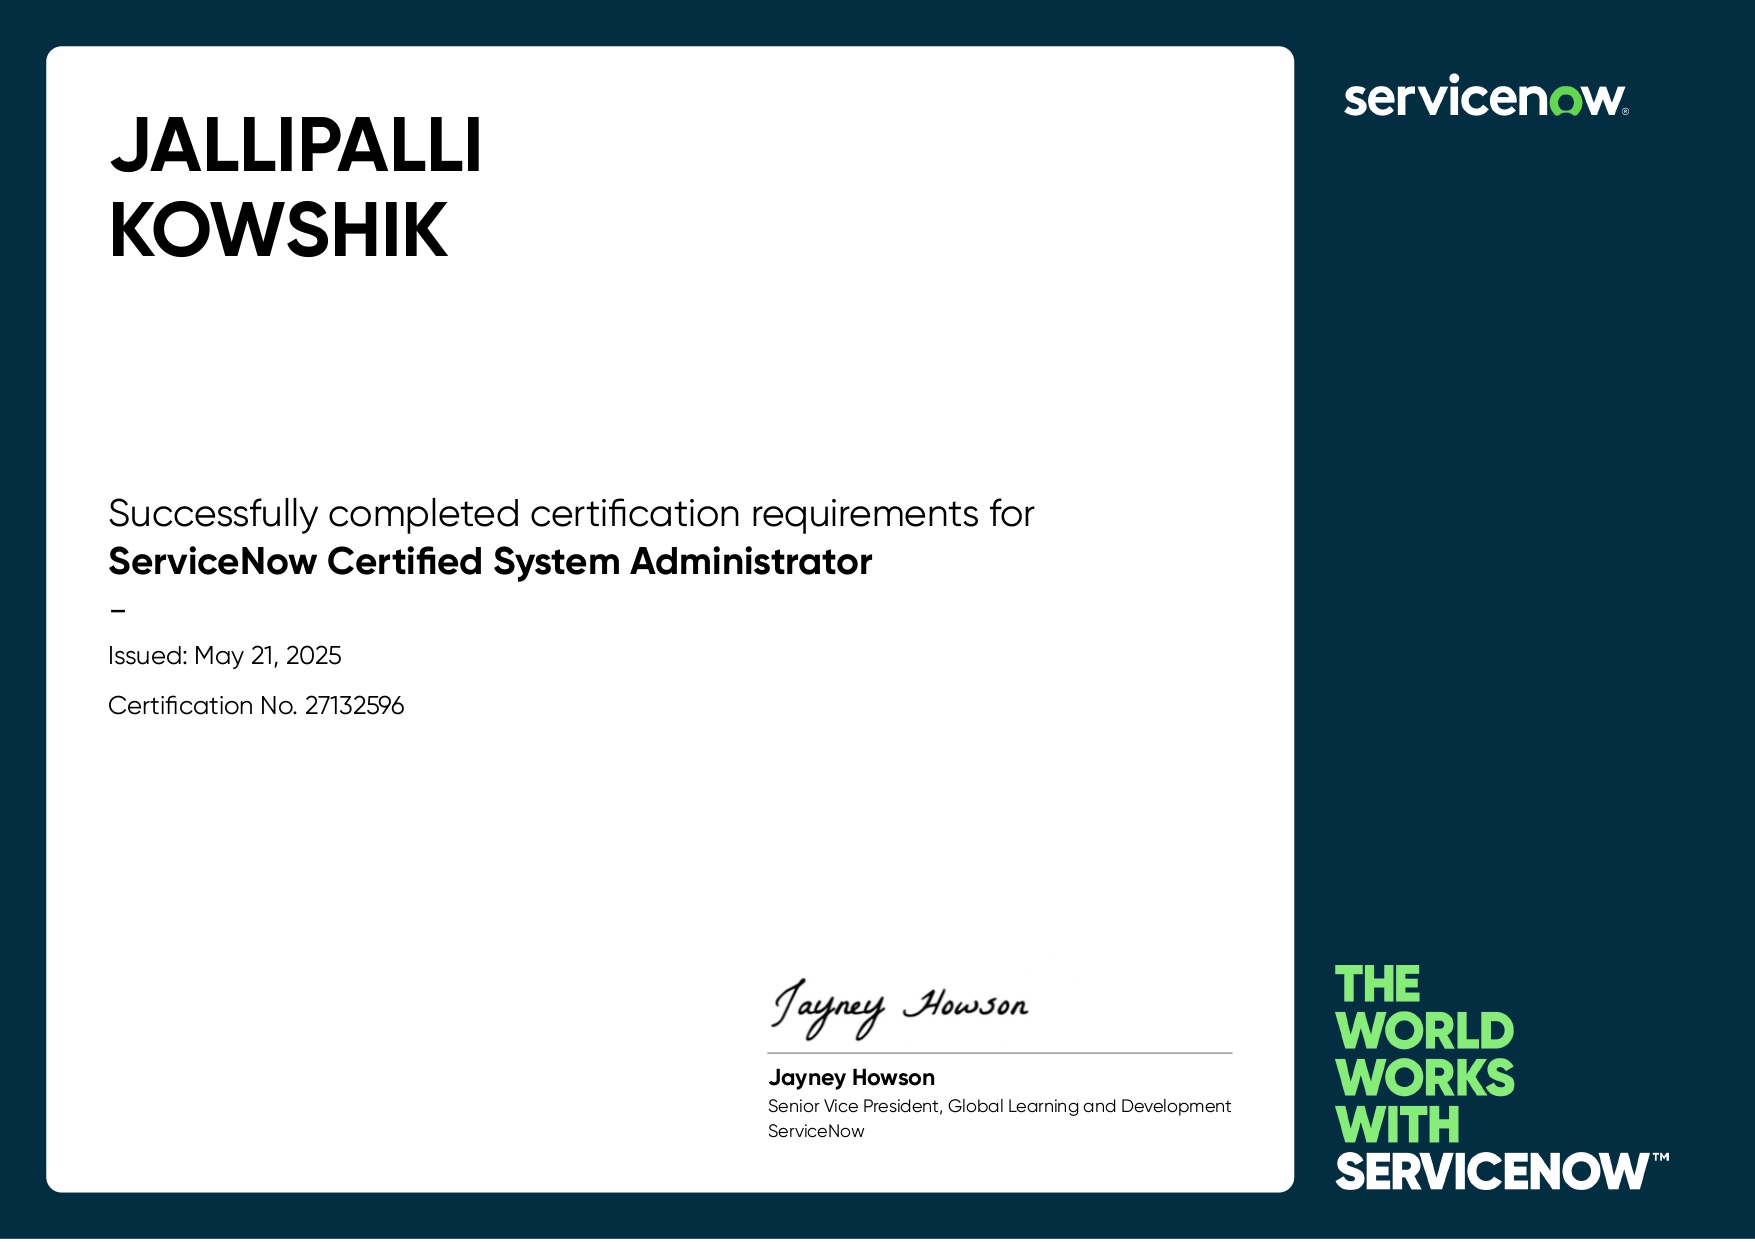 JALLIPALLI
KOWSHIK
servicenow®
Successfully completed certification requirements for
ServiceNow Certified System Administrator
–
Issued: May 21, 2025
Certification No. 27132596
Jayney Howson
Jayney Howson
Senior Vice President, Global Learning and Development
ServiceNow
THE
WORLD
WORKS
WITH
SERVICENOW™